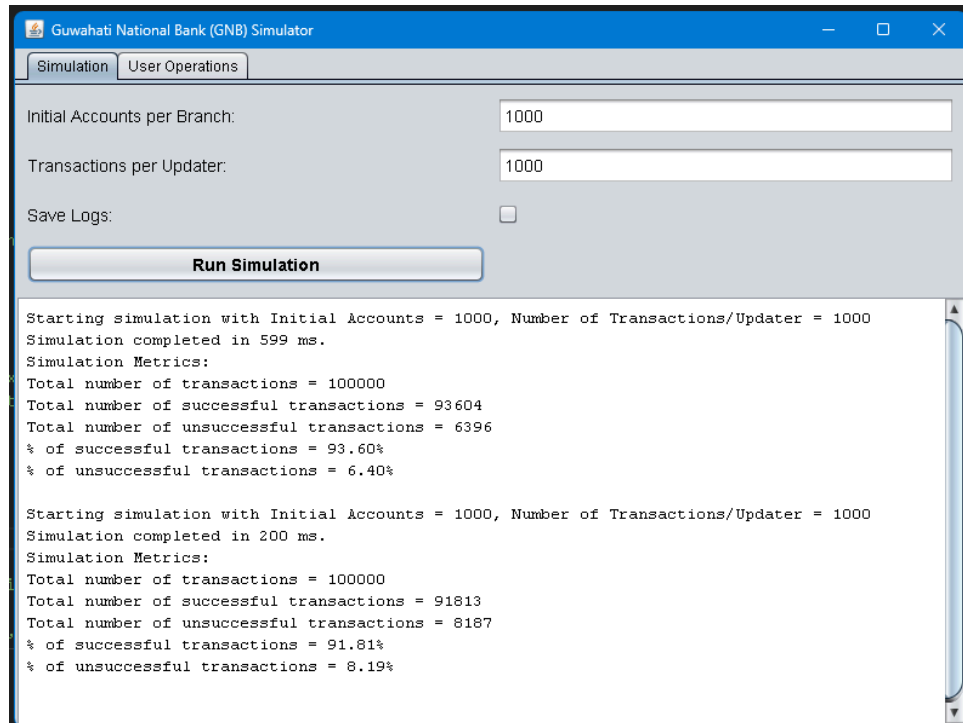 Guwahati National Bank (GNB) Simulator
Simulation User Operations
Initial Accounts per Branch: 1000
Transactions per Updater: 1000
Save Logs:
Run Simulation
Starting simulation with Initial Accounts = 1000, Number of Transactions/Updater = 1000
Simulation completed in 599 ms.
Simulation Metrics:
Total number of transactions = 100000
Total number of successful transactions = 93604
Total number of unsuccessful transactions = 6396
% of successful transactions = 93.60%
% of unsuccessful transactions = 6.40%
Starting simulation with Initial Accounts = 1000, Number of Transactions/Updater = 1000
Simulation completed in 200 ms.
Simulation Metrics:
Total number of transactions = 100000
Total number of successful transactions = 91813
Total number of unsuccessful transactions = 8187
% of successful transactions = 91.81%
% of unsuccessful transactions = 8.19%